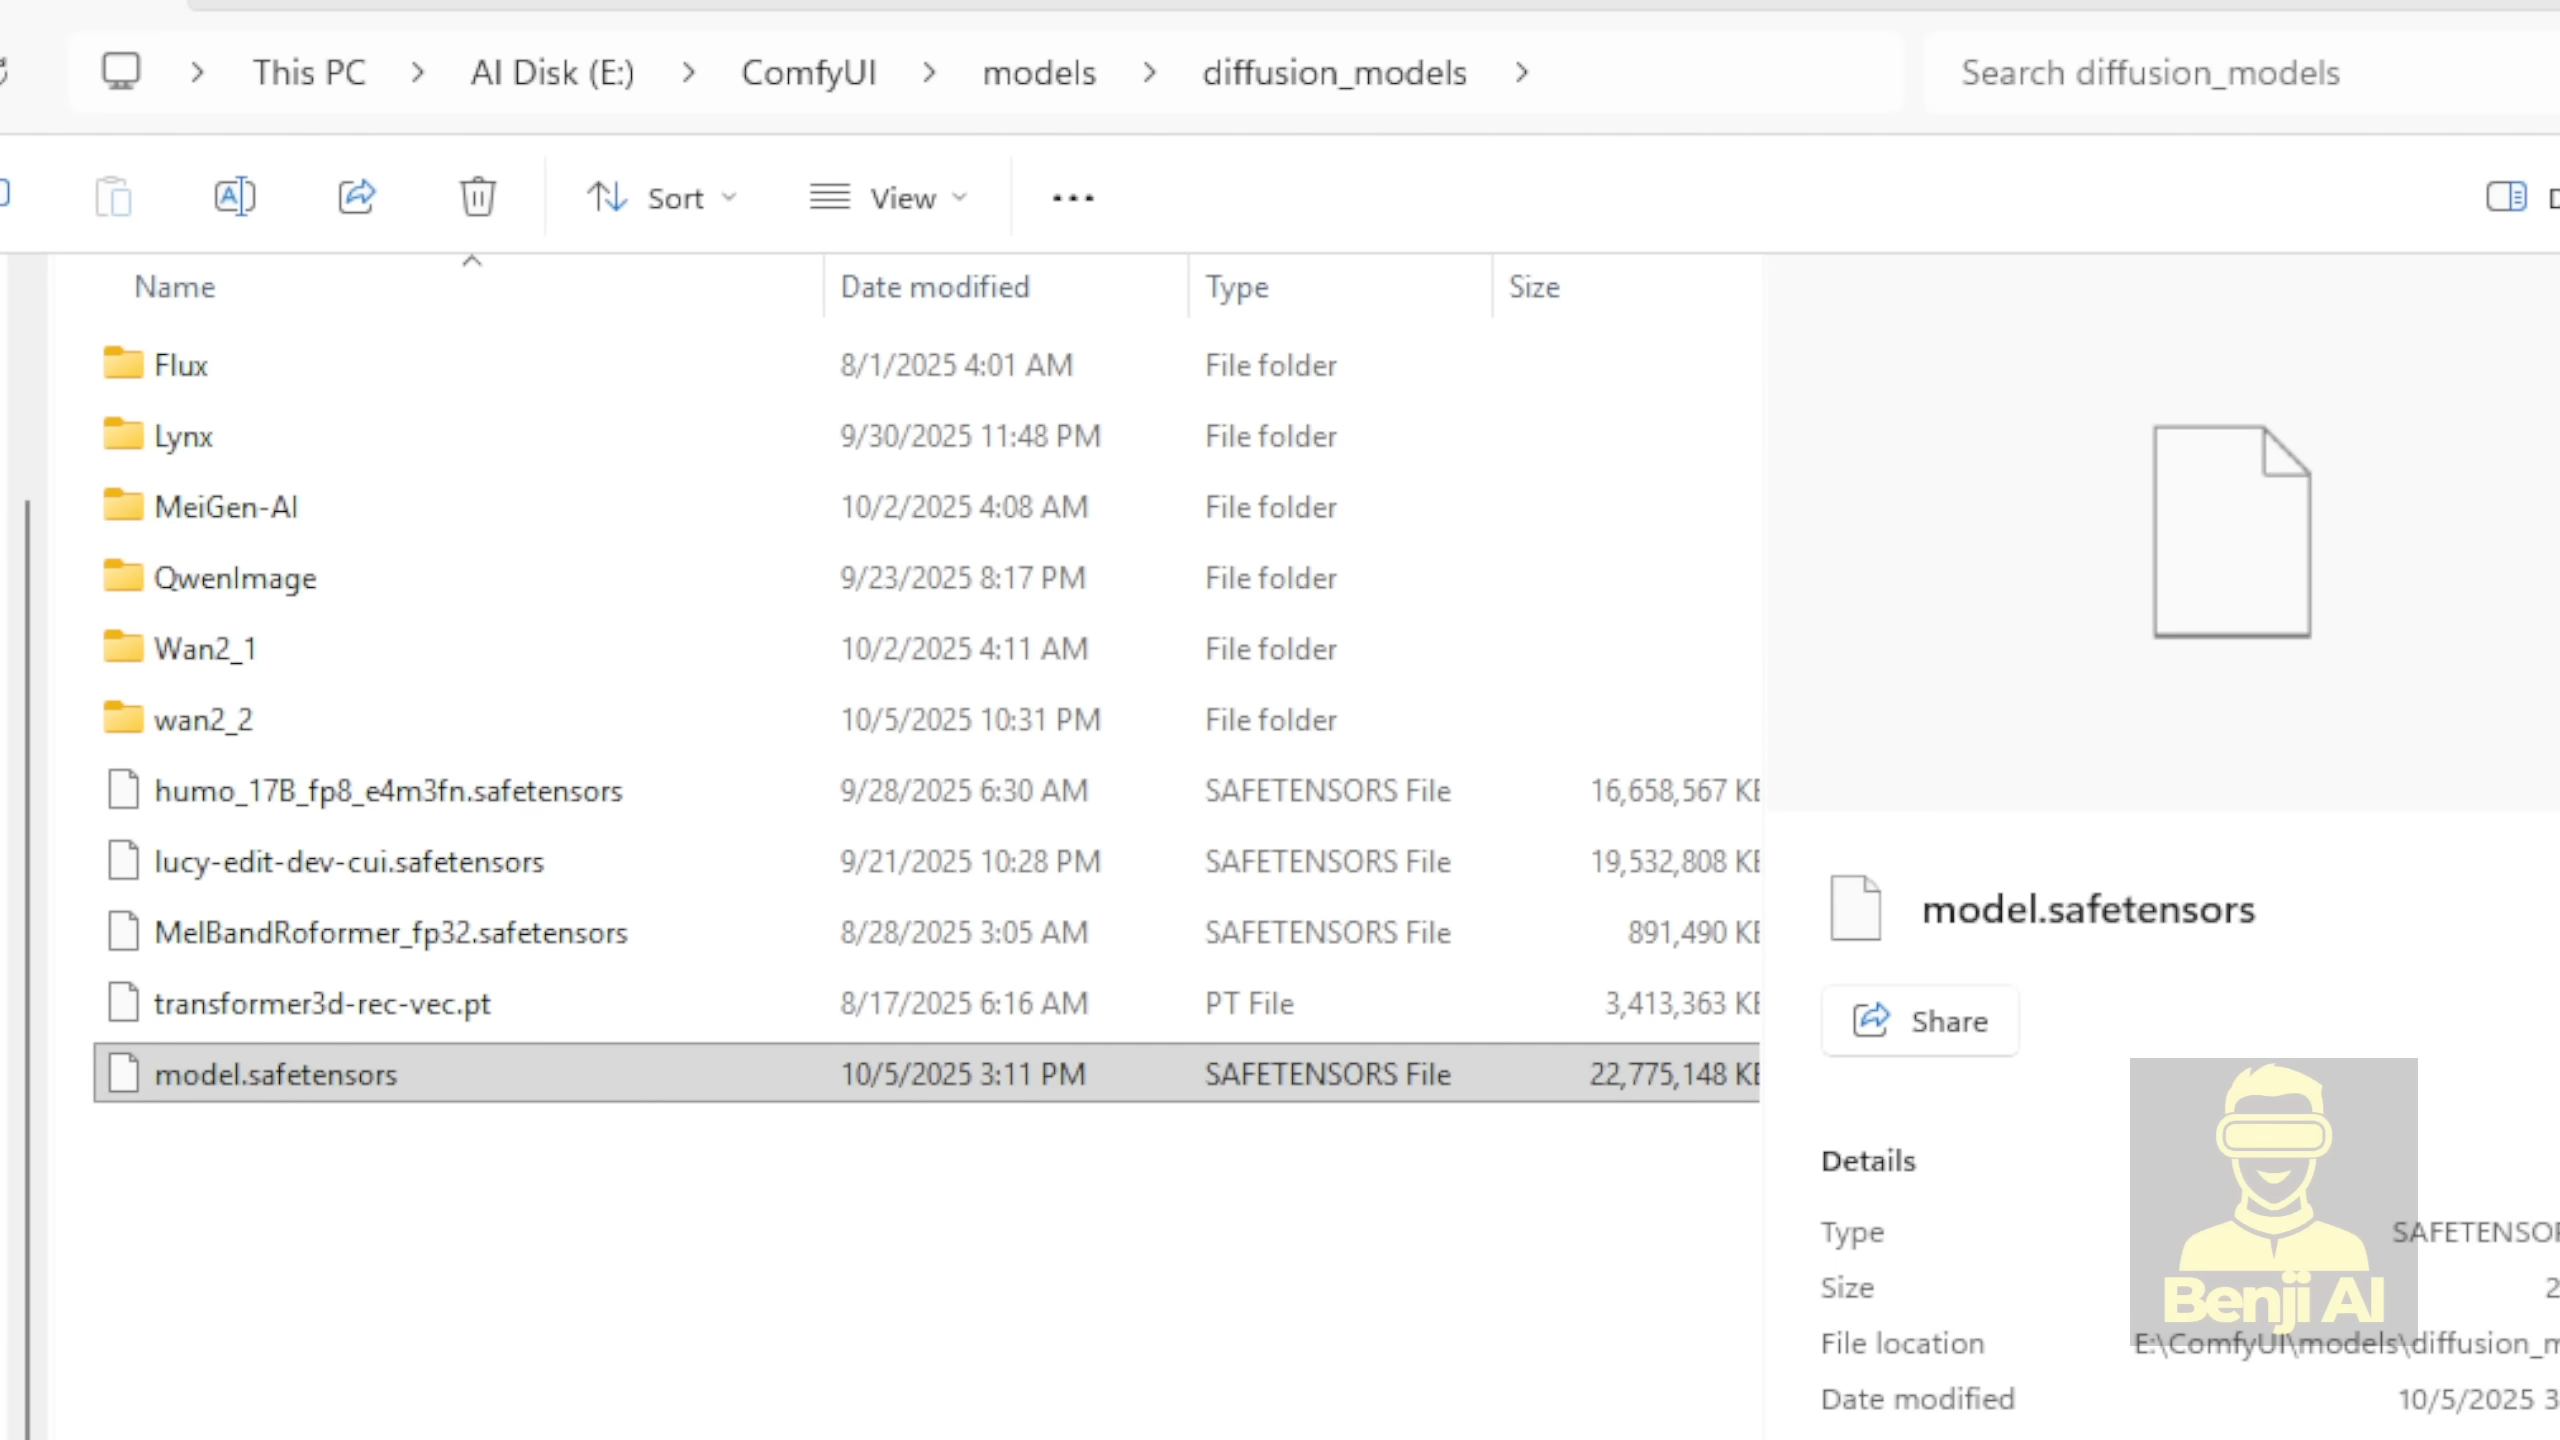 This PC > AI Disk (E:) > ComfyUI > models > diffusion_models >
Search diffusion_models
Sort
View
Name Date modified Type Size
Flux 8/1/2025 4:01 AM File folder
Lynx 9/30/2025 11:48 PM File folder
MeiGen-AI 10/2/2025 4:08 AM File folder
QwenImage 9/23/2025 8:17 PM File folder
Wan2_1 10/2/2025 4:11 AM File folder
wan2_2 10/5/2025 10:31 PM File folder
humo_17B_fp8_e4m3fn.safetensors 9/28/2025 6:30 AM SAFETENSORS File 16,658,567 KB
lucy-edit-dev-cui.safetensors 9/21/2025 10:28 PM SAFETENSORS File 19,532,808 KB
MelBandRoformer_fp32.safetensors 8/28/2025 3:05 AM SAFETENSORS File 891,490 KB
transformer3d-rec-vec.pt 8/17/2025 6:16 AM PT File 3,413,363 KB
model.safetensors 10/5/2025 3:11 PM SAFETENSORS File 22,775,148 KB
model.safetensors
Share
Details
Type SAFETENSOR
Size 2
File location E:\ComfyUI\models\diffusion_m
Date modified 10/5/2025 3
Benji AI